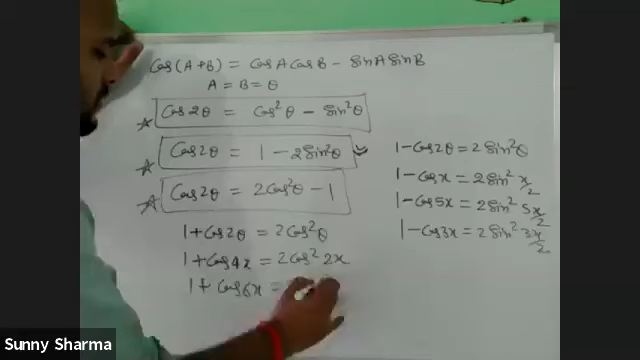 Cos(A+B) = CosA CosB - SinA SinB
A = B = θ
☆ Cos2θ = Cos²θ - Sin²θ
☆ Cos2θ = 1 - 2Sin²θ
☆ Cos2θ = 2Cos²θ - 1
1 + Cos2θ = 2Cos²θ
1 + Cos4x = 2Cos² 2x
1 + Cos6x =
1 - Cos2θ = 2Sin²θ
1 - Cosx = 2Sin² x/2
1 - Cos5x = 2Sin² 5x/2
1 - Cos3x = 2Sin² 3x/2
Sunny Sharma